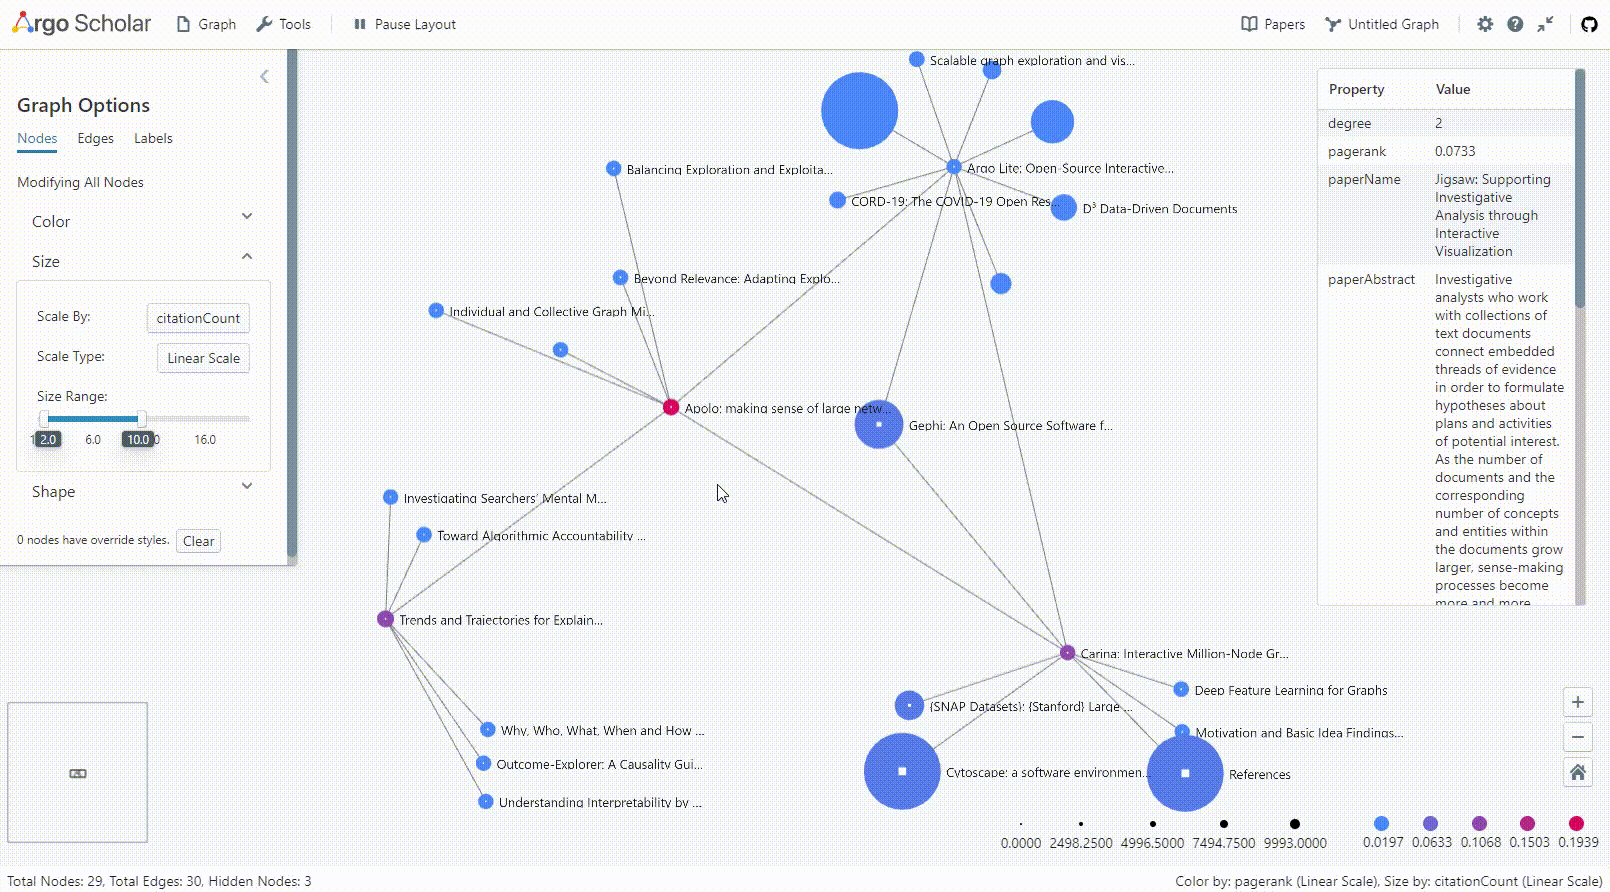 Argo Scholar
Graph
Tools
Pause Layout
Papers
Untitled Graph
Graph Options
Nodes Edges Labels
Modifying All Nodes
Color
Size
Scale By: citationCount
Scale Type: Linear Scale
Size Range:
2.0 6.0 10.0 16.0
Shape
0 nodes have override styles. Clear
Scalable graph exploration and vis...
Argo Lite: Open-Source Interactive...
Balancing Exploration and Exploita...
CORD-19: The COVID-19 Open Res...
D³ Data-Driven Documents
Beyond Relevance: Adapting Explo...
Individual and Collective Graph Mi...
Apolo: making sense of large netw...
Gephi: An Open Source Software f...
Investigating Searchers' Mental M...
Toward Algorithmic Accountability ...
Trends and Trajectories for Explain...
Carina: Interactive Million-Node Gr...
Deep Feature Learning for Graphs
{SNAP Datasets}: {Stanford} Large ...
Why, Who, What, When and How ...
Motivation and Basic Idea Findings...
Outcome-Explorer: A Causality Gui...
Cytoscape: a software environmen...
References
Understanding Interpretability by ...
Property Value
degree 2
pagerank 0.0733
paperName Jigsaw: Supporting
Investigative
Analysis through
Interactive
Visualization
paperAbstract Investigative
analysts who work
with collections of
text documents
connect embedded
threads of evidence
in order to formulate
hypotheses about
plans and activities
of potential interest.
As the number of
documents and the
corresponding
number of concepts
and entities within
the documents grow
larger, sense-making
processes become
more and more
0.0000 2498.2500 4996.5000 7494.7500 9993.0000
0.0197 0.0633 0.1068 0.1503 0.1939
Total Nodes: 29, Total Edges: 30, Hidden Nodes: 3
Color by: pagerank (Linear Scale), Size by: citationCount (Linear Scale)